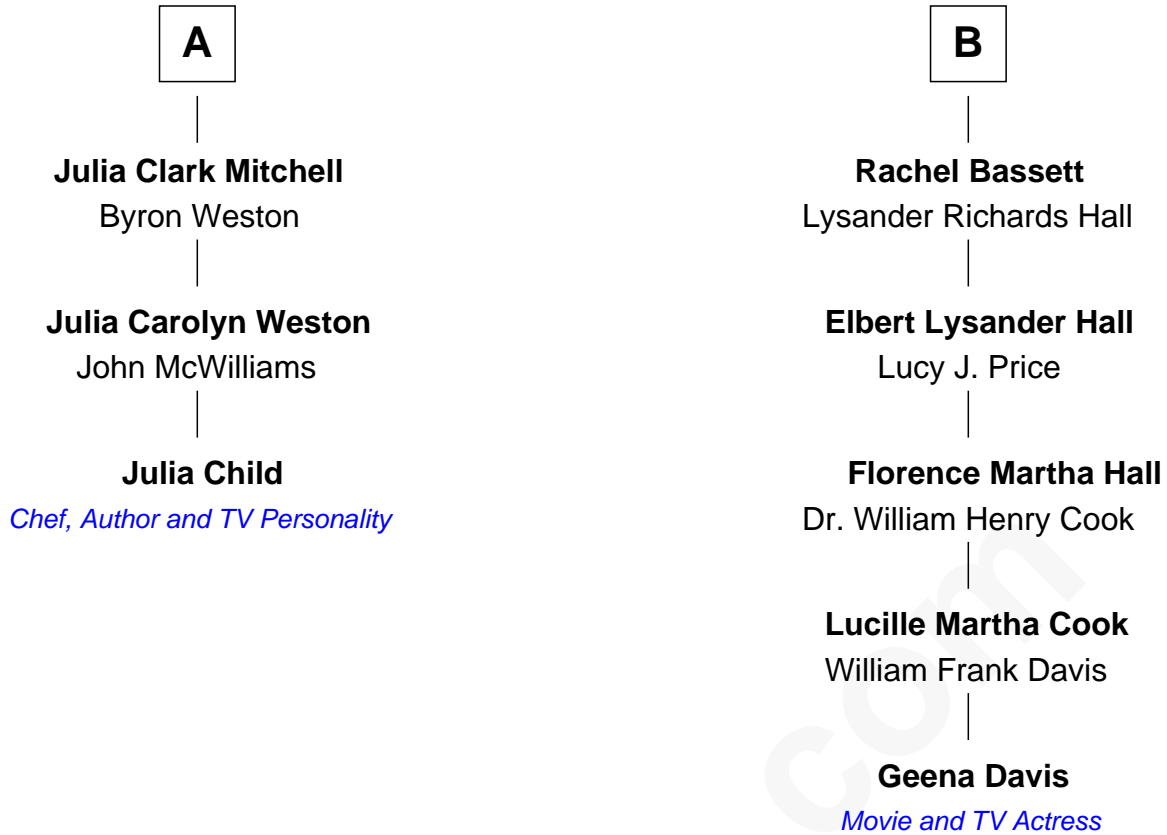 A
Julia Clark Mitchell
Byron Weston
Julia Carolyn Weston
John McWilliams
Julia Child
Chef, Author and TV Personality
B
Rachel Bassett
Lysander Richards Hall
Elbert Lysander Hall
Lucy J. Price
Florence Martha Hall
Dr. William Henry Cook
Lucille Martha Cook
William Frank Davis
Geena Davis
Movie and TV Actress
com